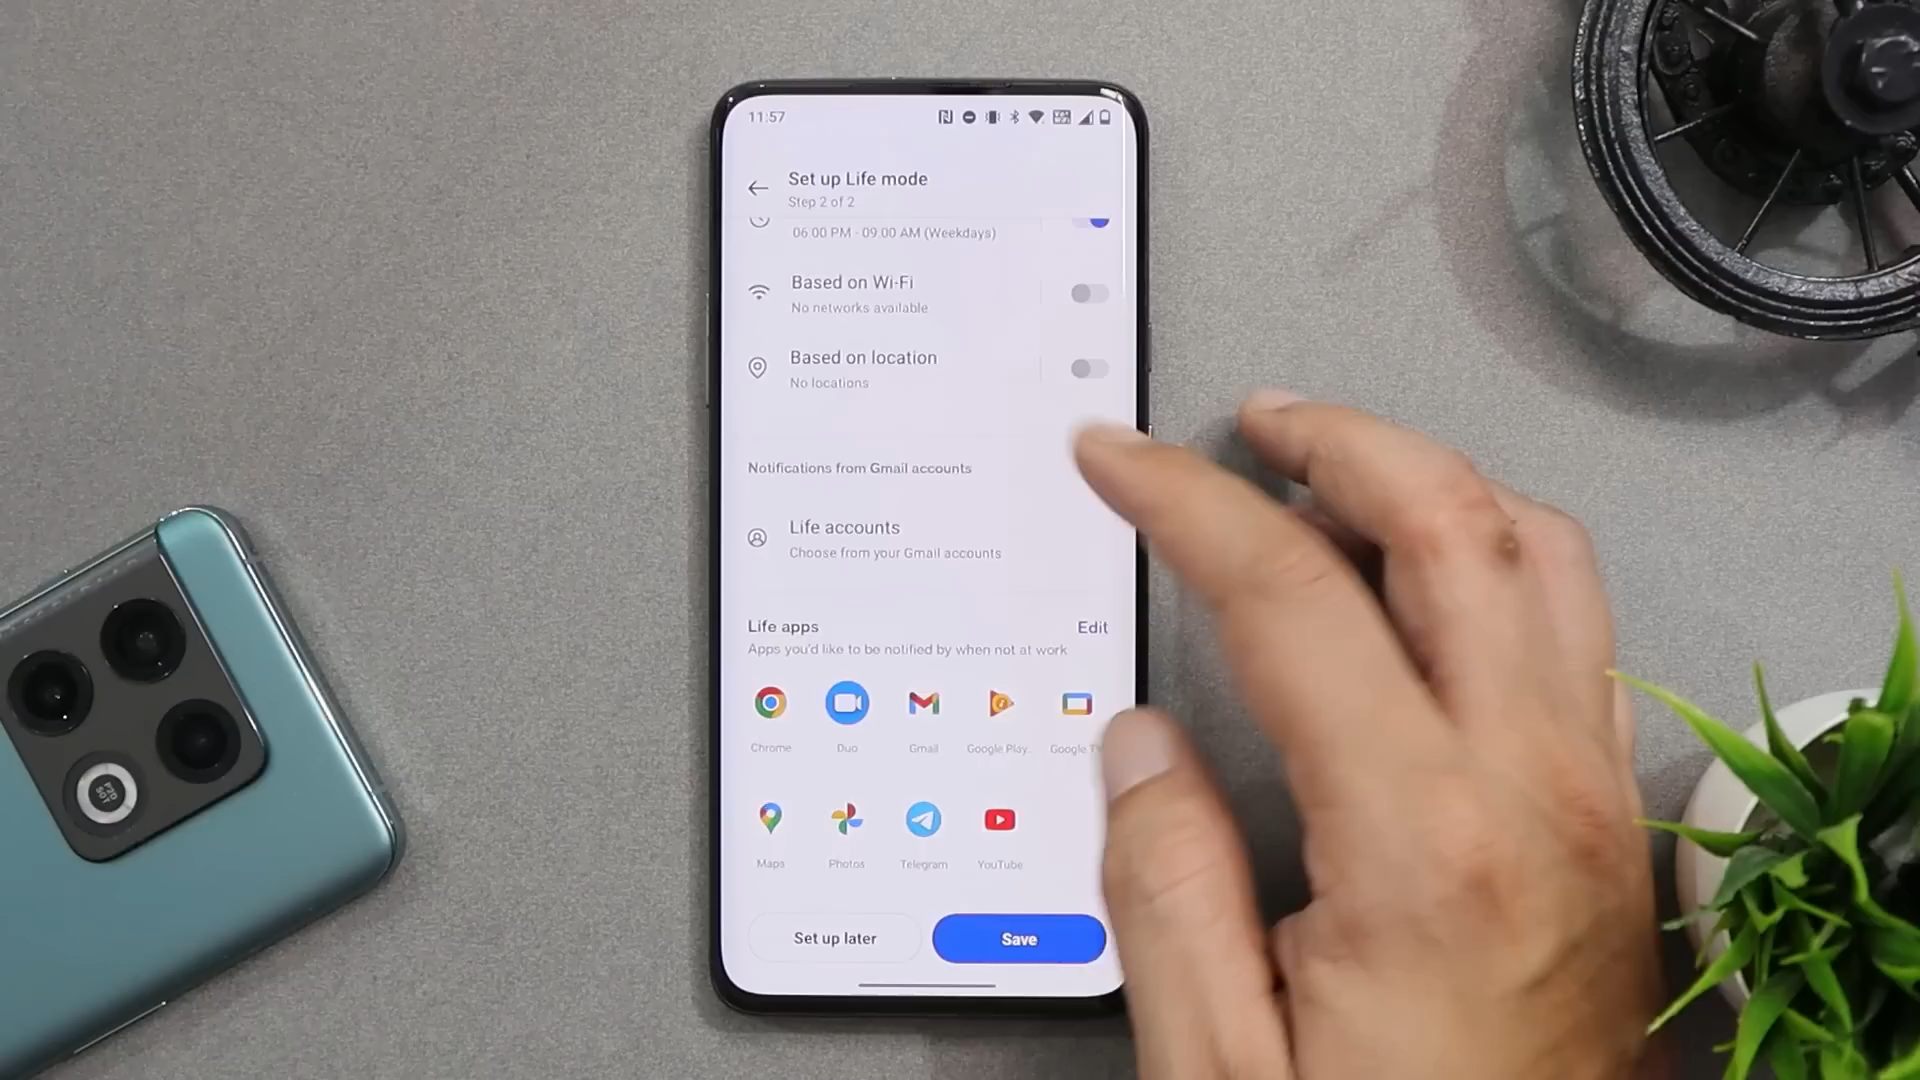 11:57
Set up Life mode
Step 2 of 2
06:00 PM - 09:00 AM (Weekdays)
Based on Wi-Fi
No networks available
Based on location
No locations
Notifications from Gmail accounts
Life accounts
Choose from your Gmail accounts
Life apps
Edit
Apps you'd like to be notified by when not at work
Chrome
Duo
Gmail
Google Play..
Google
Maps
Photos
Telegram
YouTube
Set up later
Save
P2D
50T